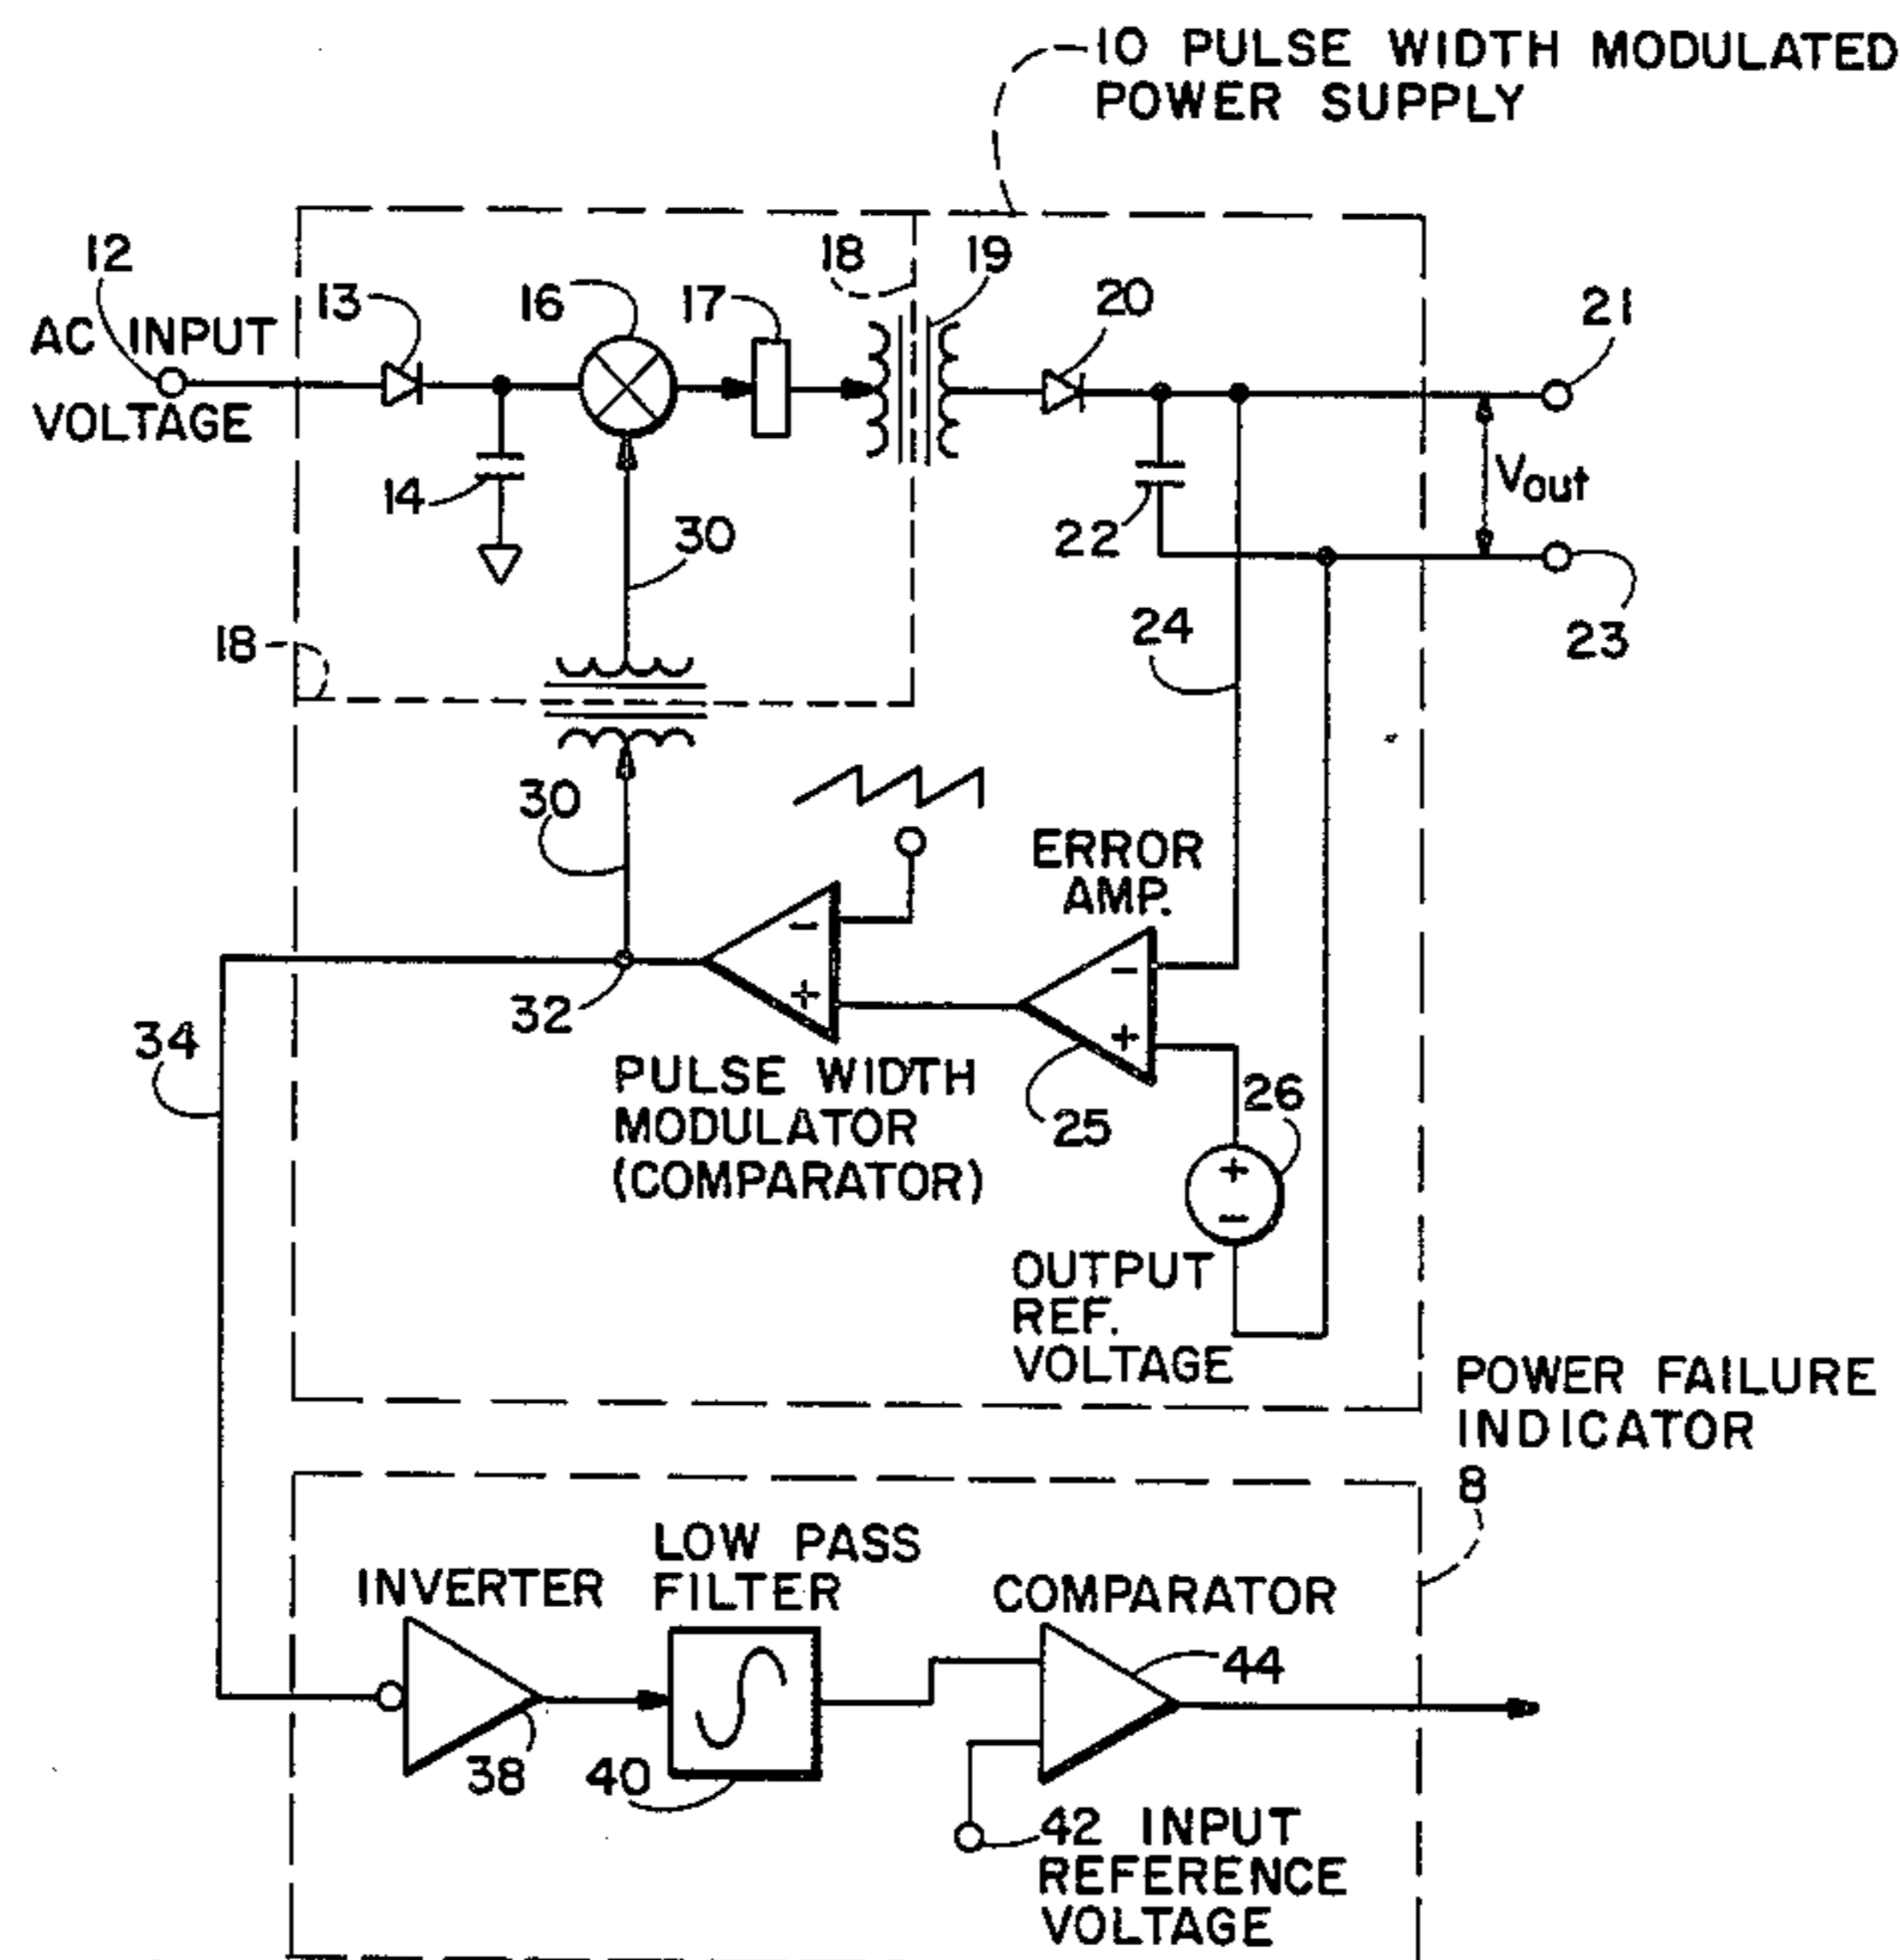 10 PULSE WIDTH MODULATED
POWER SUPPLY
12
13
16
17
18
19
20
21
AC INPUT
VOLTAGE
14
30
22
Vout
18
24
23
30
ERROR
AMP.
-
+
-
+
32
34
PULSE WIDTH
MODULATOR
(COMPARATOR)
25
26
+
-
OUTPUT
REF.
VOLTAGE
POWER FAILURE
INDICATOR
8
INVERTER
LOW PASS
FILTER
COMPARATOR
38
40
44
42 INPUT
REFERENCE
VOLTAGE